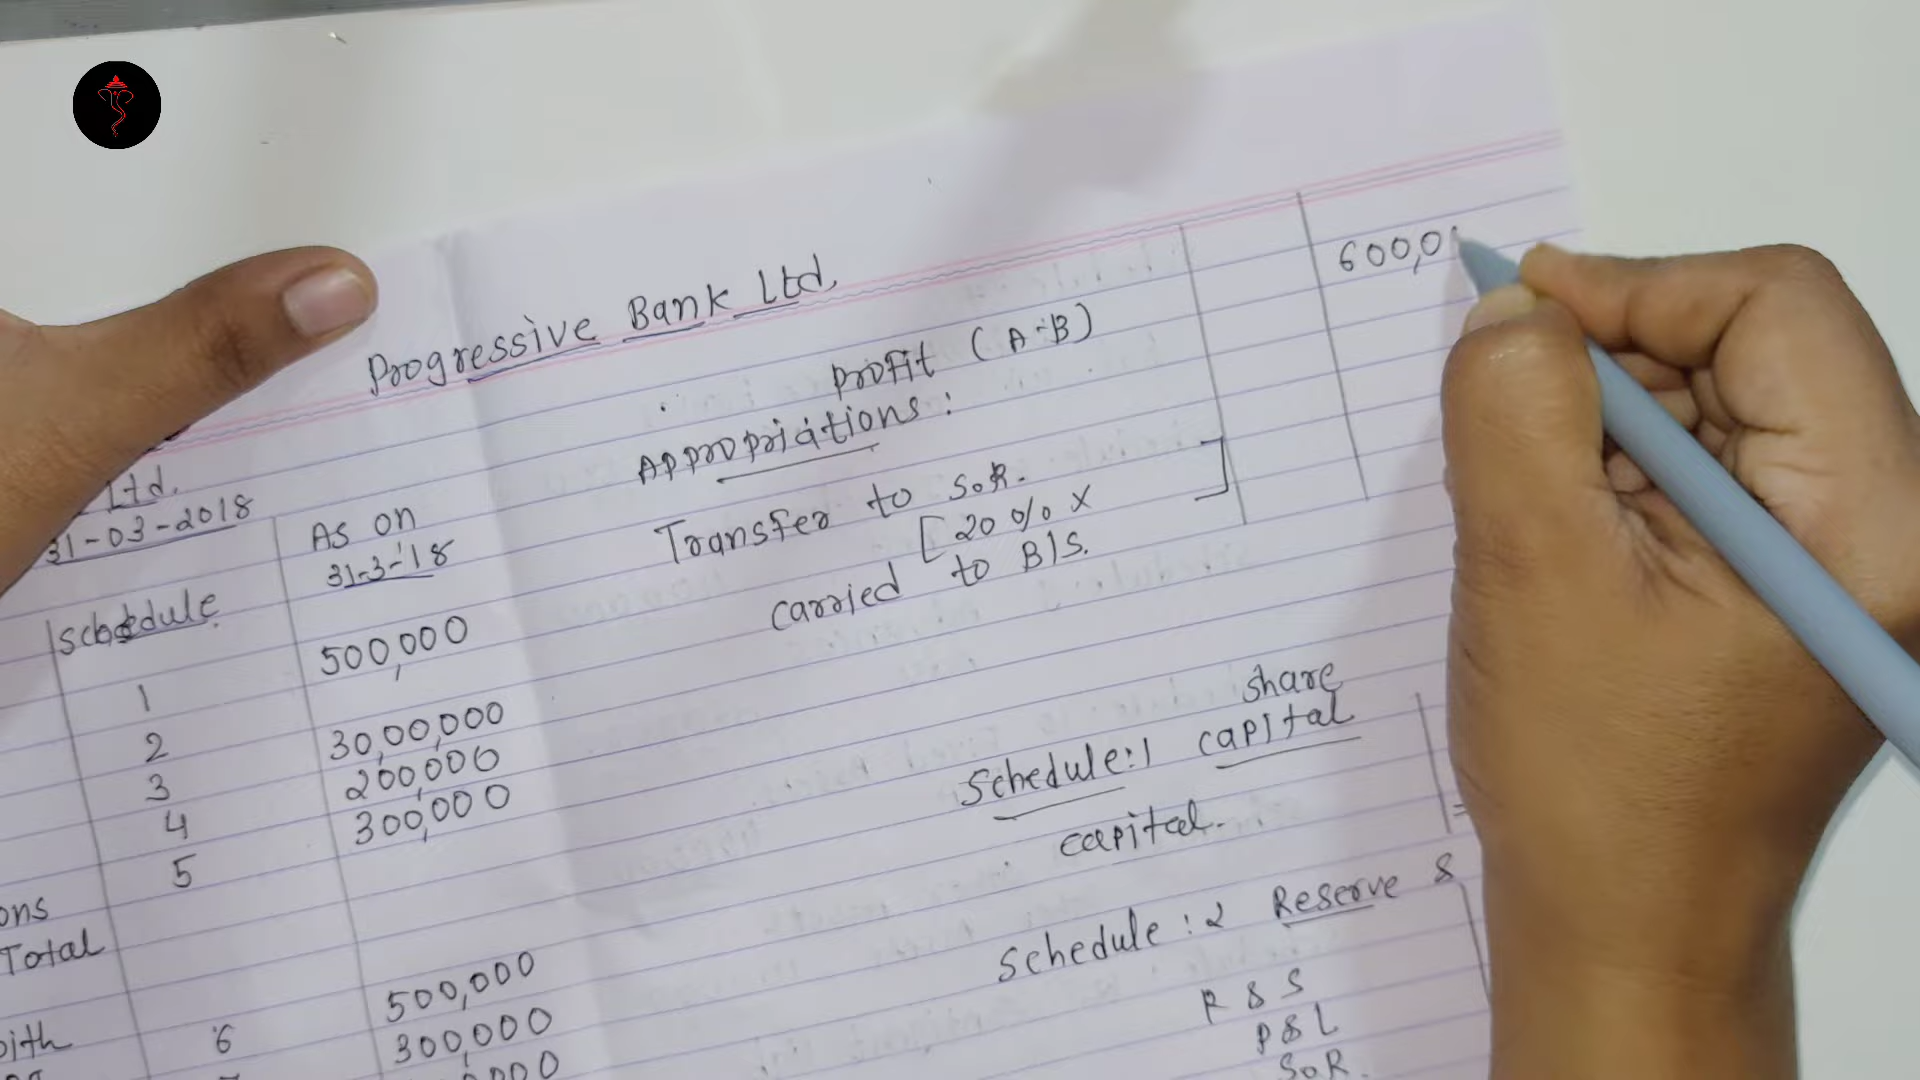 Progressive Bank Ltd.
600,0
Profit (A-B)
Appropriations:
Transfer to SOR.
[20% X ]
carried to B/S.
Ltd.
31-03-2018
Schedule
As on
31-3-18
1 500,000
2 30,00,000
3 200,000
4 300,000
5
ons
Total
500,000
6 300,000
share
Schedule:1 capital
capital.
Schedule:2 Reserve &
R & S
P & L
SOR.